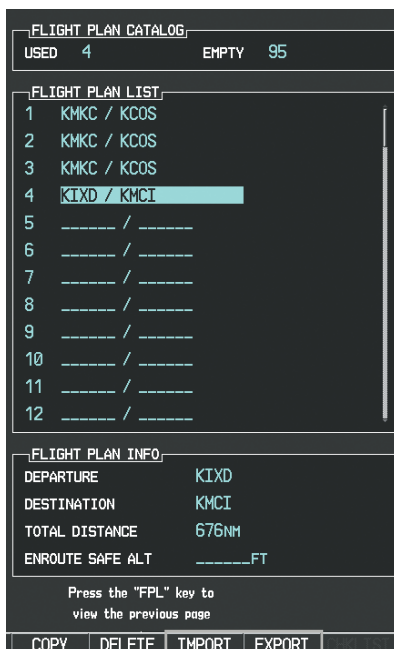 FLIGHT PLAN CATALOG
USED 4 EMPTY 95
FLIGHT PLAN LIST
1 KMKC / KCOS
2 KMKC / KCOS
3 KMKC / KCOS
4 KIXD / KMCI
5 ______ / ______
6 ______ / ______
7 ______ / ______
8 ______ / ______
9 ______ / ______
10 ______ / ______
11 ______ / ______
12 ______ / ______
FLIGHT PLAN INFO
DEPARTURE KIXD
DESTINATION KMCI
TOTAL DISTANCE 676NM
ENROUTE SAFE ALT ______FT
Press the "FPL" key to
view the previous page
COPY DELETE IMPORT EXPORT CHKLIST